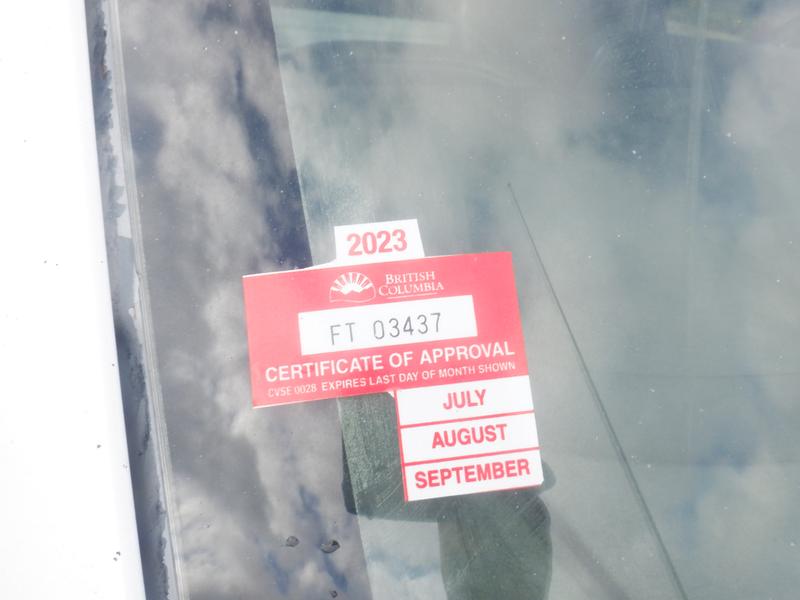 2023
BRITISH
COLUMBIA
FT 03437
CERTIFICATE OF APPROVAL
CVSE 0028 EXPIRES LAST DAY OF MONTH SHOWN
JULY
AUGUST
SEPTEMBER